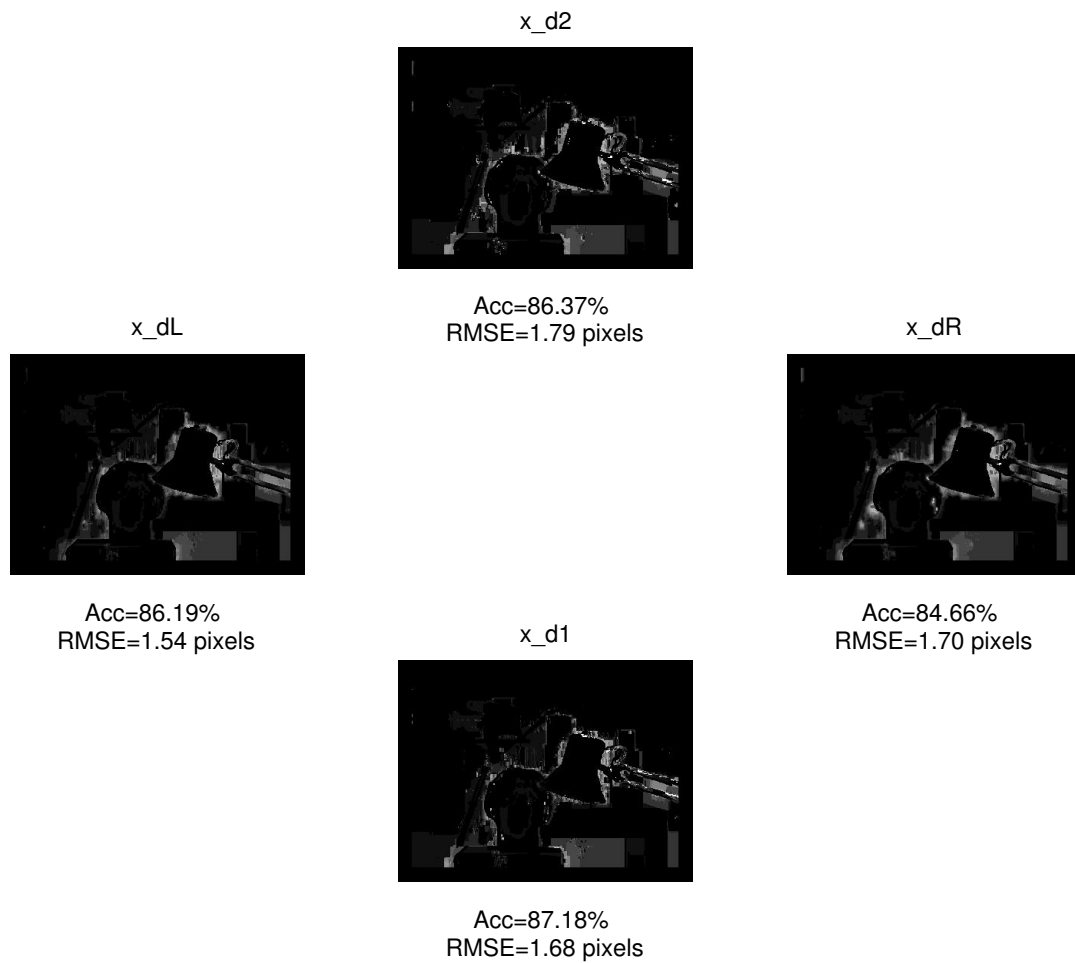 x_d2
Acc=86.37%
RMSE=1.79 pixels
x_dL
Acc=86.19%
RMSE=1.54 pixels
x_dR
Acc=84.66%
RMSE=1.70 pixels
x_d1
Acc=87.18%
RMSE=1.68 pixels